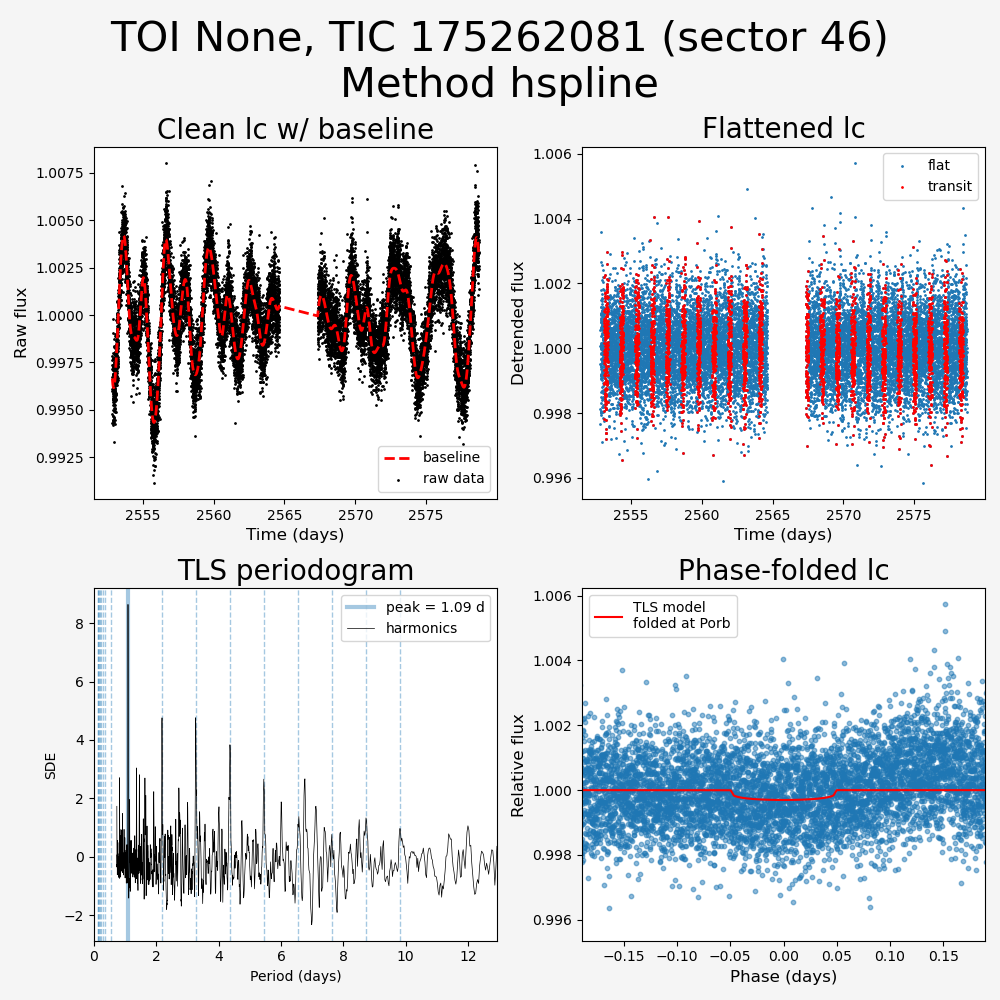 TOI None, TIC 175262081 (sector 46)
Method hspline
Clean lc w/ baseline
Flattened lc
1.0075
1.0050
1.0025
1.0000
0.9975
0.9950
0.9925
Raw flux
baseline
raw data
2555
2560
2565
2570
2575
Time (days)
1.006
1.004
1.002
1.000
0.998
0.996
Detrended flux
flat
transit
2555
2560
2565
2570
2575
Time (days)
TLS periodogram
Phase-folded lc
8
6
4
2
0
−2
SDE
peak = 1.09 d
harmonics
0
2
4
6
8
10
12
Period (days)
1.006
1.004
1.002
1.000
0.998
0.996
Relative flux
TLS model
folded at Porb
−0.15
−0.10
−0.05
0.00
0.05
0.10
0.15
Phase (days)